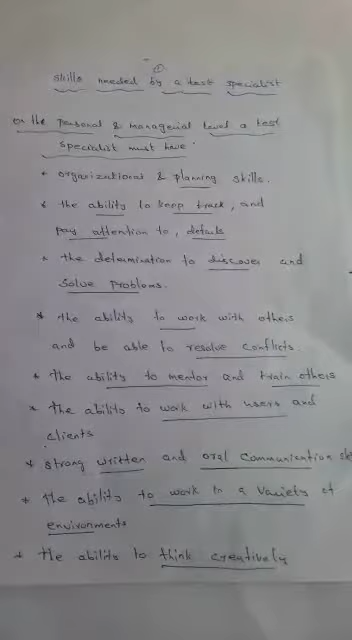 ①
skills needed by a test specialist
on the personal & managerial level a test
specialist must have
* organizational & planning skills.
* the ability to keep track, and
pay attention to, details
* the determination to discover and
solve problems.
* the ability to work with others
and be able to resolve conflicts.
* the ability to mentor and train others
* the ability to work with users and
clients
* strong written and oral communication
* the ability to work in a variety of
environments
* the ability to think creatively